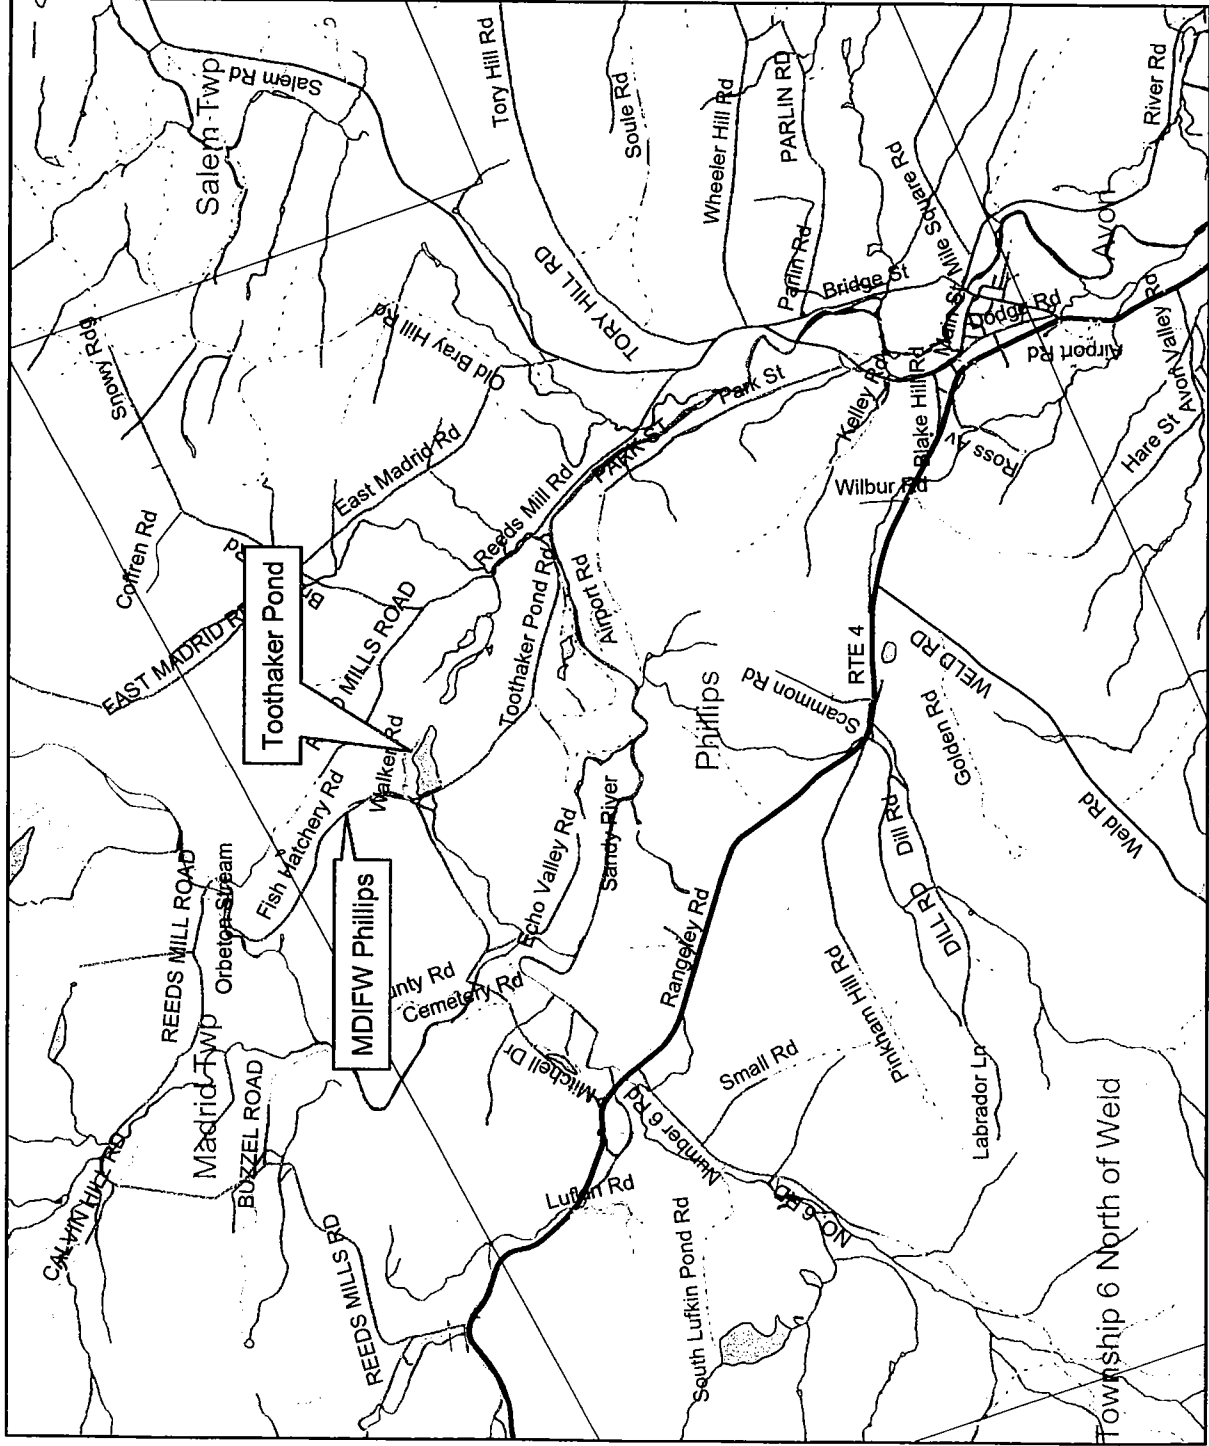 Salem Twp
Salem Rd
Tory Hill Rd
Soule Rd
Wheeler Hill Rd
PARLIN RD
River Rd
Mile Square Rd
Avon
Parlin Rd
Bridge St
Main St
Dodge Rd
Rd
TORY HILL RD
Old Bray Hill Rd
Snowy Rdg
Airport Rd
Avon Valley
Park St
Kelley Rd
Blake Hill Rd
Ross Av
Hare St
East Madrid Rd
PARK ST
Wilbur Rd
Reeds Mill Rd
Coffren Rd
Rd
Br
Toothaker Pond Rd
Airport Rd
EAST MADRID R
Toothaker Pond
MILLS ROAD
RTE 4
WELD RD
Scammon Rd
Phillips
Golden Rd
Walker Rd
Fish Hatchery Rd
Echo Valley Rd
Sandy River
Dill Rd
Weld Rd
REEDS MILL ROAD
Orbeton Stream
MDIFW Phillips
DILL RD
Rangeley Rd
unty Rd
Cemetery Rd
Pinkham Hill Rd
Madrid Twp
Mitchell Dr
Small Rd
Labrador Ln
BUZZEL ROAD
Number 6 Rd
CALVIN HILL RD
Lufkin Rd
NO. 6 RD
REEDS MILLS RD
South Lufkin Pond Rd
Township 6 North of Weld